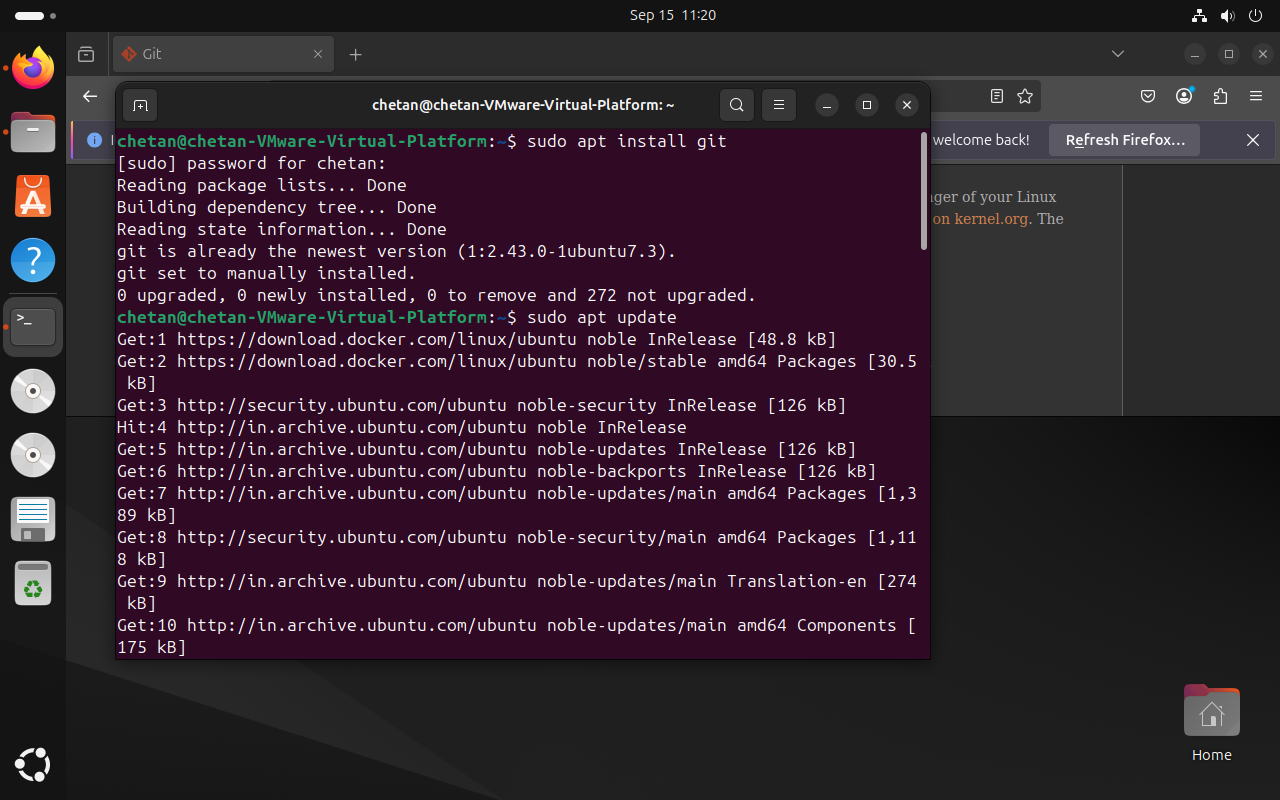 Sep 15 11:20
Git
chetan@chetan-VMware-Virtual-Platform: ~
welcome back!
Refresh Firefox…
chetan@chetan-VMware-Virtual-Platform:~$ sudo apt install git
[sudo] password for chetan:
Reading package lists... Done
Building dependency tree... Done
Reading state information... Done
git is already the newest version (1:2.43.0-1ubuntu7.3).
git set to manually installed.
0 upgraded, 0 newly installed, 0 to remove and 272 not upgraded.
chetan@chetan-VMware-Virtual-Platform:~$ sudo apt update
Get:1 https://download.docker.com/linux/ubuntu noble InRelease [48.8 kB]
Get:2 https://download.docker.com/linux/ubuntu noble/stable amd64 Packages [30.5
kB]
Get:3 http://security.ubuntu.com/ubuntu noble-security InRelease [126 kB]
Hit:4 http://in.archive.ubuntu.com/ubuntu noble InRelease
Get:5 http://in.archive.ubuntu.com/ubuntu noble-updates InRelease [126 kB]
Get:6 http://in.archive.ubuntu.com/ubuntu noble-backports InRelease [126 kB]
Get:7 http://in.archive.ubuntu.com/ubuntu noble-updates/main amd64 Packages [1,3
89 kB]
Get:8 http://security.ubuntu.com/ubuntu noble-security/main amd64 Packages [1,11
8 kB]
Get:9 http://in.archive.ubuntu.com/ubuntu noble-updates/main Translation-en [274
kB]
Get:10 http://in.archive.ubuntu.com/ubuntu noble-updates/main amd64 Components [
175 kB]
ager of your Linux
on kernel.org. The
Home